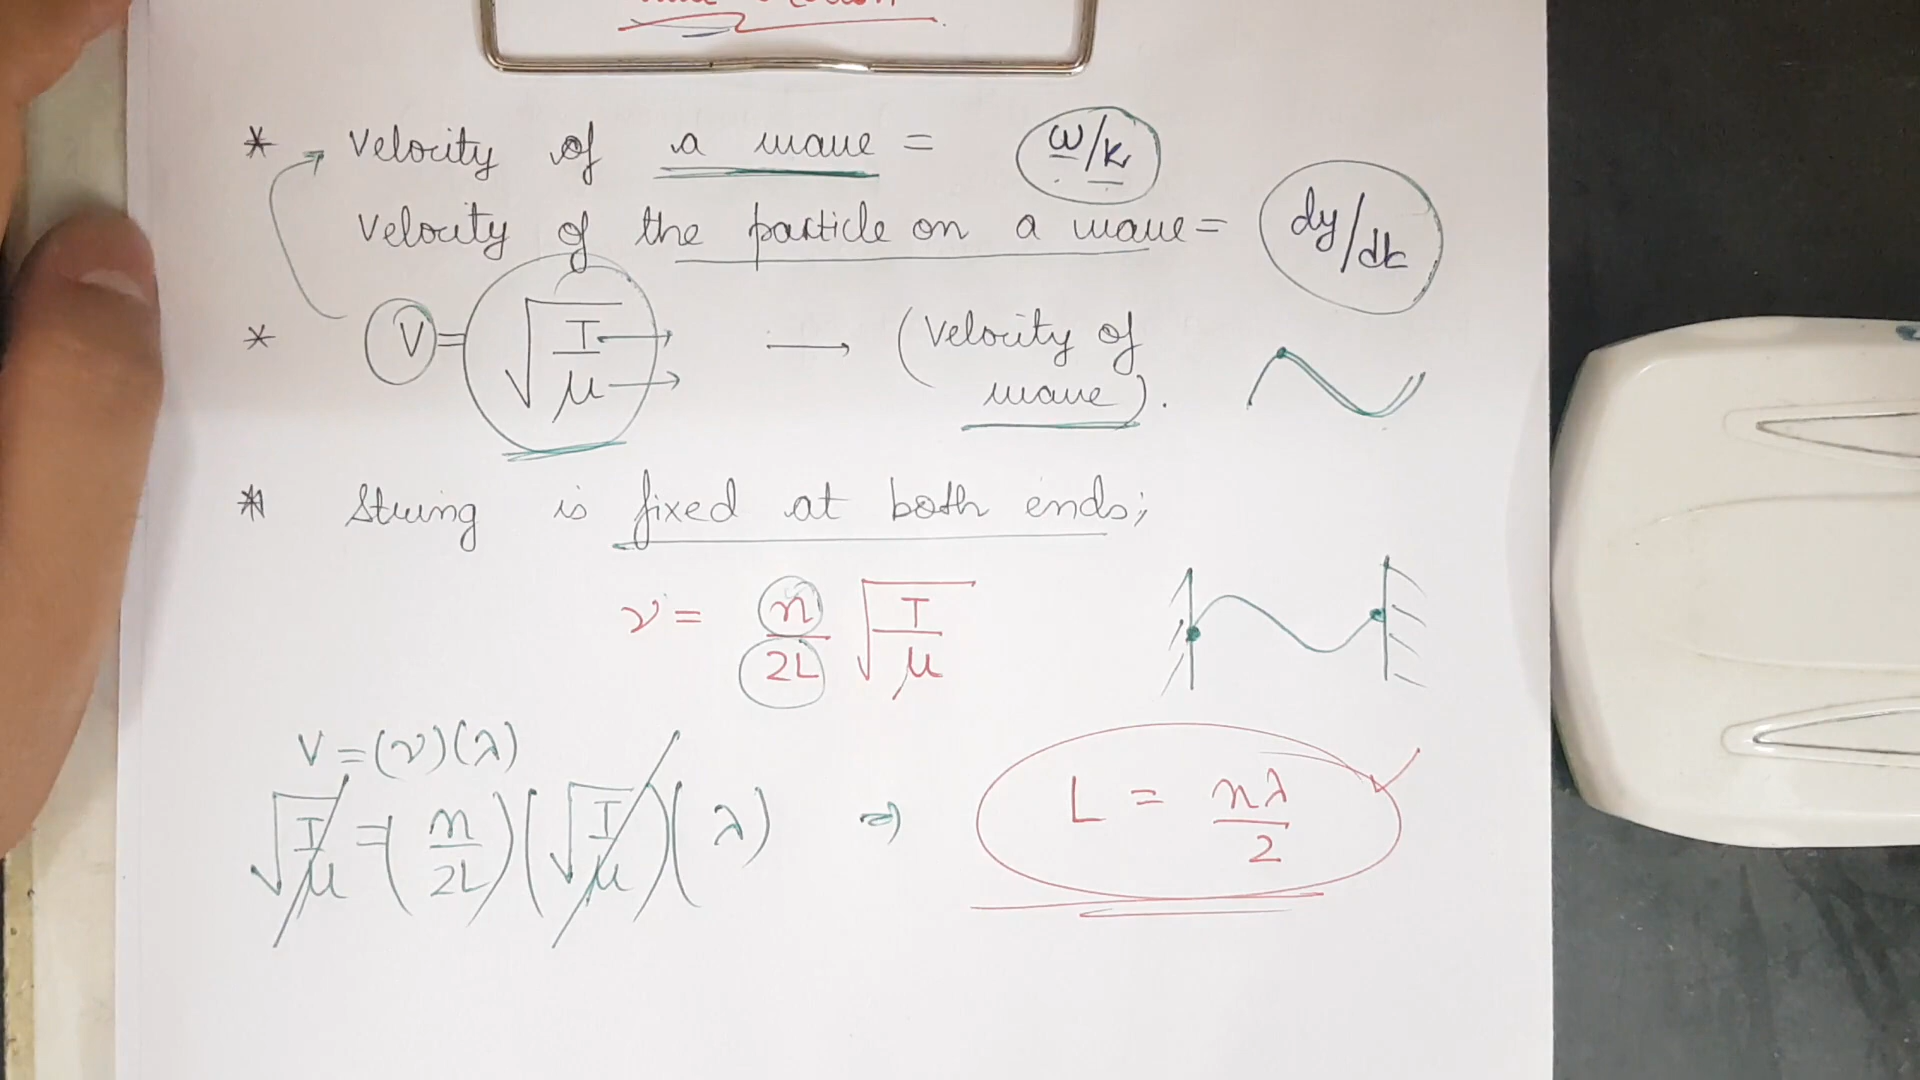 * Velocity of a wave = ω/k
Velocity of the particle on a wave = dy/dt
* V = √(T/μ) → (Velocity of
wave).
* String is fixed at both ends;
ν = n/2L √(T/μ)
V = (ν)(λ)
√(T/μ) = (n/2L)(√(T/μ))(λ) ⇒ L = nλ/2